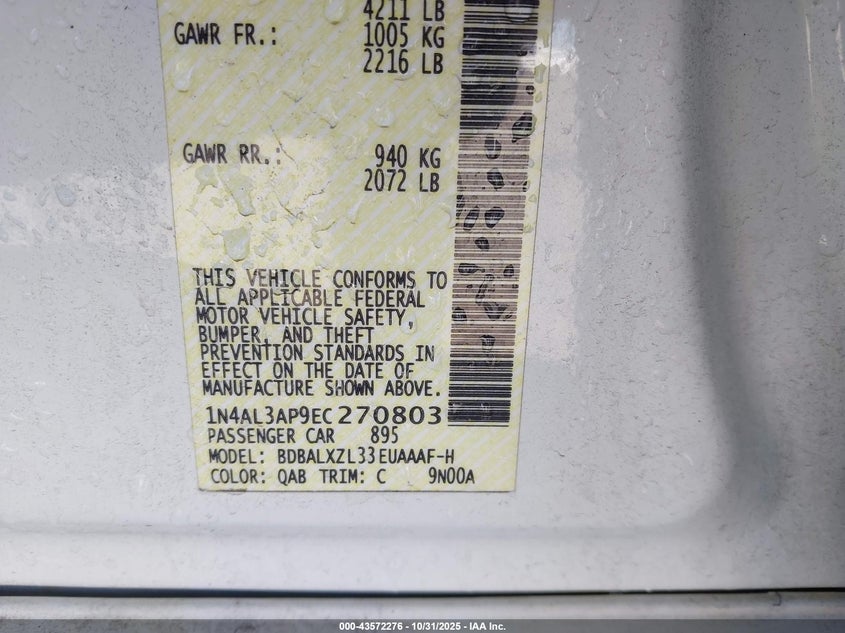 4211 LB
GAWR FR.: 1005 KG
2216 LB
GAWR RR.: 940 KG
2072 LB
THIS VEHICLE CONFORMS TO
ALL APPLICABLE FEDERAL
MOTOR VEHICLE SAFETY,
BUMPER, AND THEFT
PREVENTION STANDARDS IN
EFFECT ON THE DATE OF
MANUFACTURE SHOWN ABOVE.
1N4AL3AP9EC270803
PASSENGER CAR 895
MODEL: BDBALXZL33EUAAAF-H
COLOR: QAB TRIM: C 9N00A
000-43572276 - 10/31/2025 - IAA Inc.